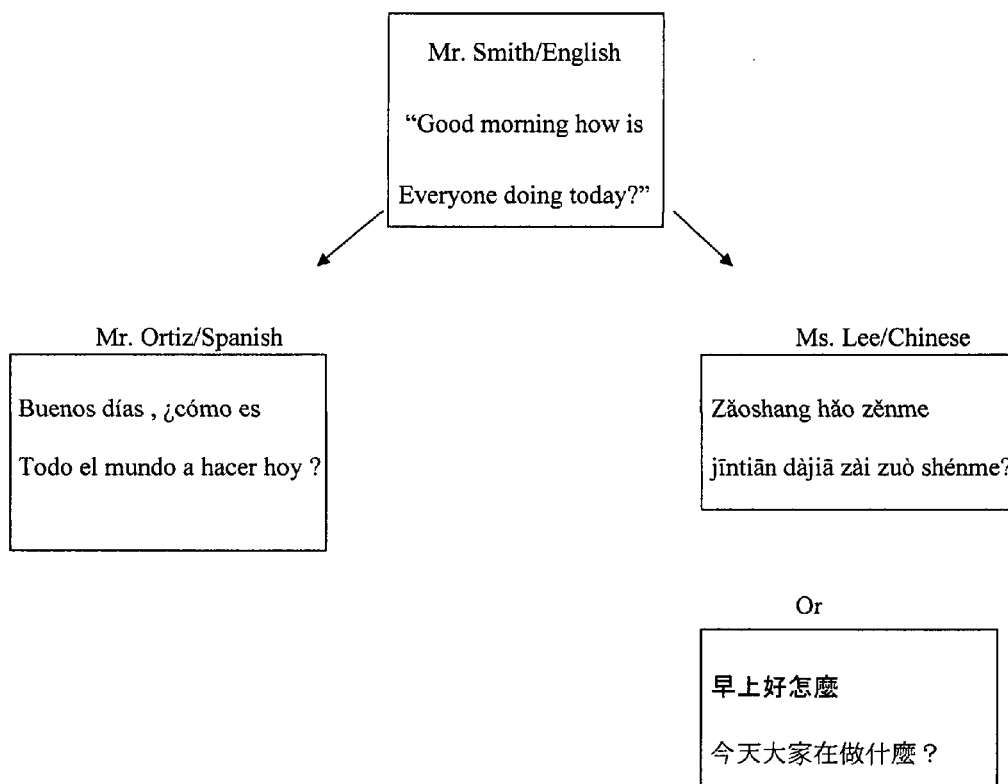 Mr. Smith/English
“Good morning how is
Everyone doing today?”
Mr. Ortiz/Spanish
Buenos días , ¿cómo es
Todo el mundo a hacer hoy ?
Ms. Lee/Chinese
Zǎoshang hǎo zěnme
jīntiān dàjiā zài zuò shénme?
Or
早上好怎麼
今天大家在做什麼？